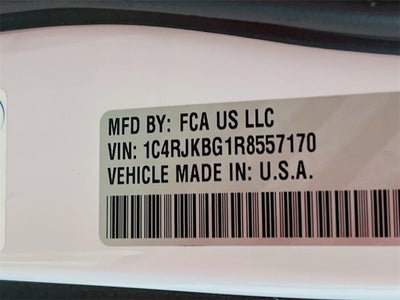 MFD BY: FCA US LLC
VIN: 1C4RJKBG1R8557170
VEHICLE MADE IN: U.S.A.